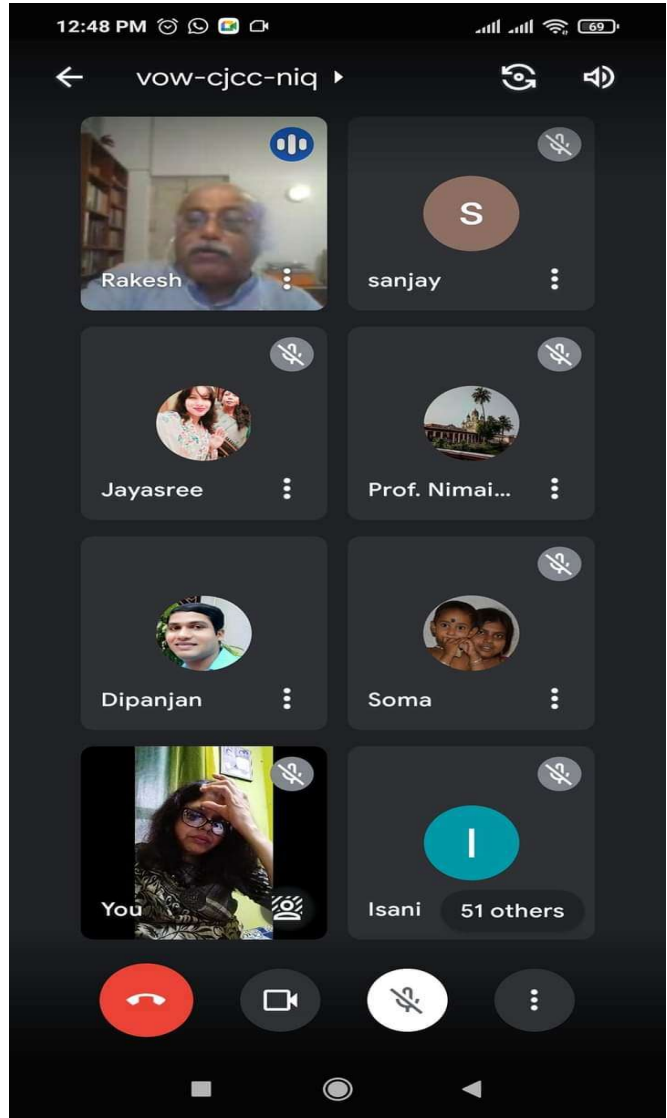 12:48 PM 69
vow-cjcc-niq
S
Rakesh sanjay
Jayasree Prof. Nimai...
Dipanjan Soma
I
You Isani 51 others